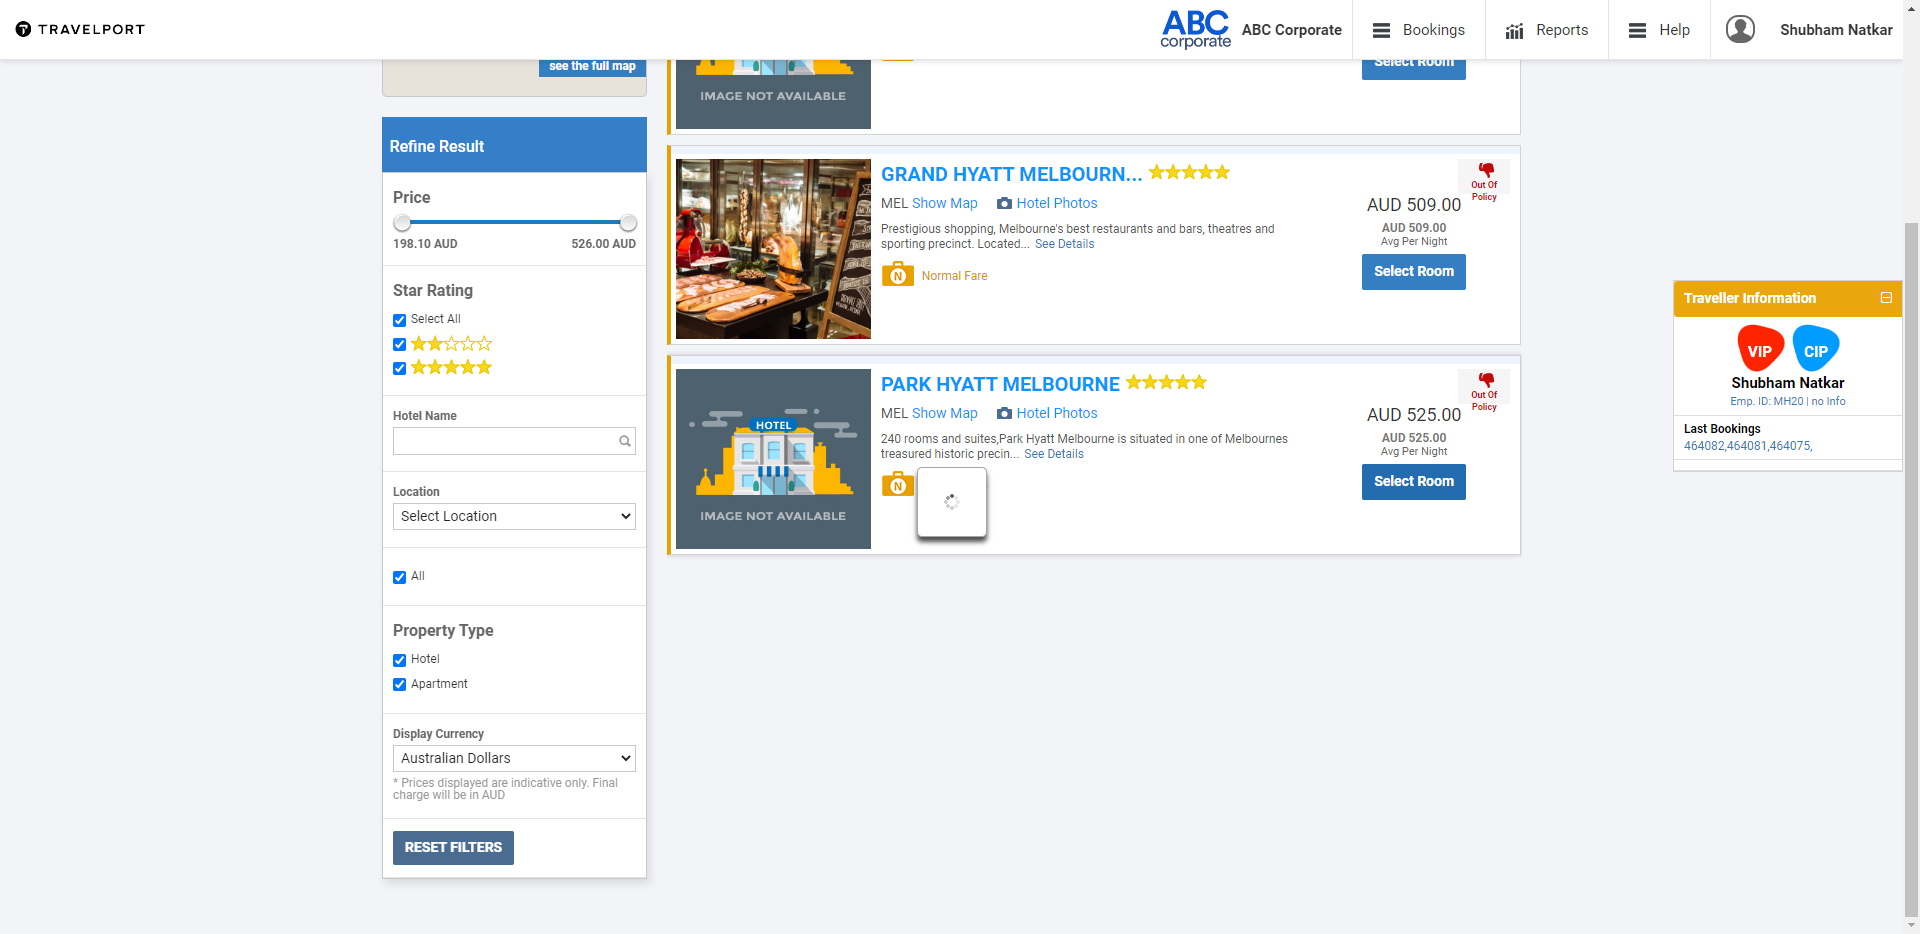 TRAVELPORT
ABC
corporate
ABC Corporate
Bookings
Reports
Help
Shubham Natkar
see the full map
IMAGE NOT AVAILABLE
Select Room
Refine Result
Price
198.10 AUD
526.00 AUD
Star Rating
Select All
Hotel Name
Location
Select Location
All
Property Type
Hotel
Apartment
Display Currency
Australian Dollars
* Prices displayed are indicative only. Final
charge will be in AUD
RESET FILTERS
GRAND HYATT MELBOURN...
MEL Show Map
Hotel Photos
Prestigious shopping, Melbourne's best restaurants and bars, theatres and
sporting precinct. Located... See Details
N
Normal Fare
Out Of
Policy
AUD 509.00
AUD 509.00
Avg Per Night
Select Room
HOTEL
IMAGE NOT AVAILABLE
PARK HYATT MELBOURNE
MEL Show Map
Hotel Photos
240 rooms and suites,Park Hyatt Melbourne is situated in one of Melbournes
treasured historic precin... See Details
N
Out Of
Policy
AUD 525.00
AUD 525.00
Avg Per Night
Select Room
Traveller Information
VIP
CIP
Shubham Natkar
Emp. ID: MH20 | no Info
Last Bookings
464082,464081,464075,